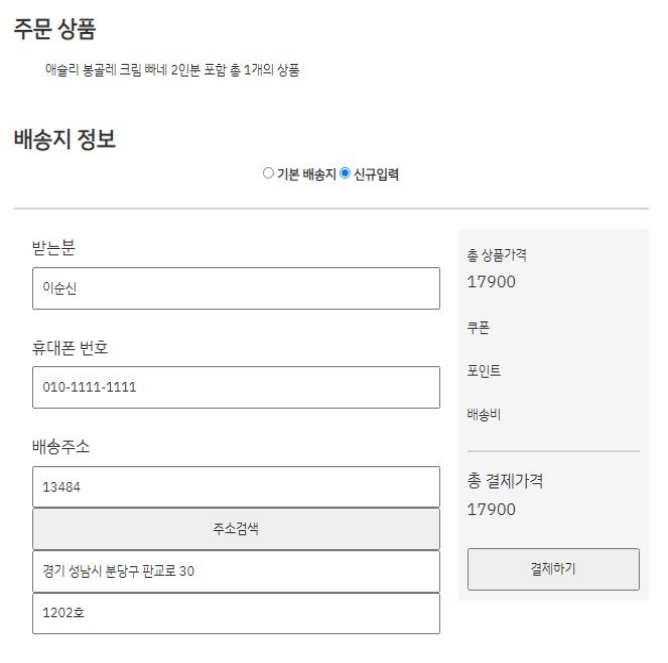 주문 상품
애슐리 봉골레 크림 빠네 2인분 포함 총 1개의 상품
배송지 정보
기본 배송지 신규입력
받는분
이순신
휴대폰 번호
010-1111-1111
배송주소
13484
주소검색
경기 성남시 분당구 판교로 30
1202호
총 상품가격
17900
쿠폰
포인트
배송비
총 결제가격
17900
결제하기